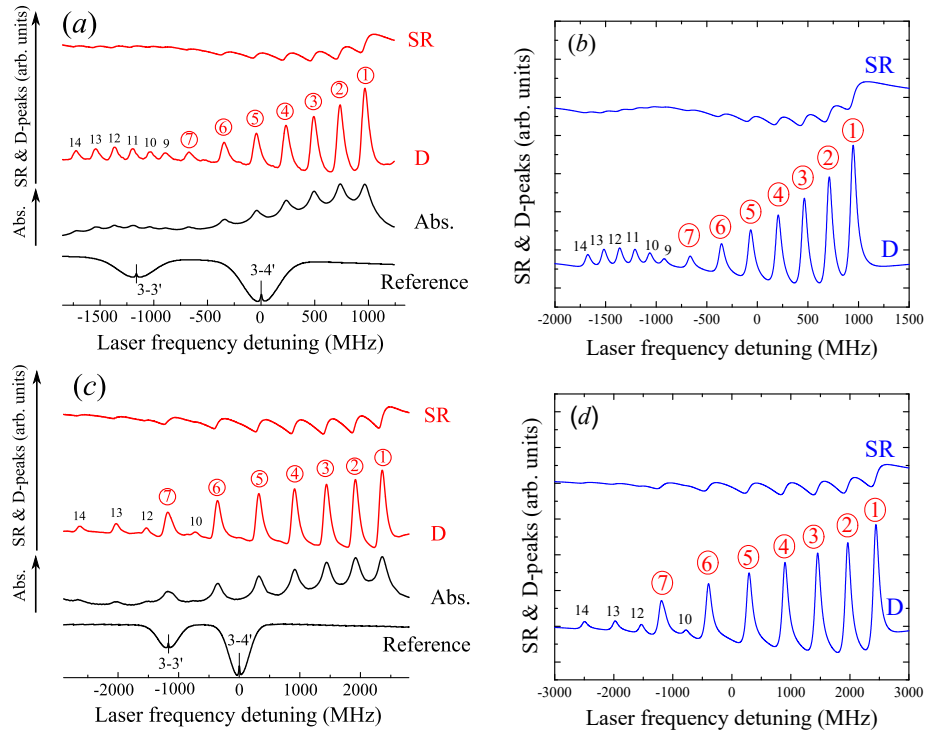 (a)
SR
SR & D-peaks (arb. units)
① ② ③ ④ ⑤ ⑥ ⑦
14 13 12 11 10 9
D
Abs.
Abs.
Reference
3-3'
3-4'
-1500 -1000 -500 0 500 1000
Laser frequency detuning (MHz)
(b)
SR
SR & D-peaks (arb. units)
① ② ③ ④ ⑤ ⑥ ⑦
14 13 12 11 10 9
D
-2000 -1500 -1000 -500 0 500 1000 1500
Laser frequency detuning (MHz)
(c)
SR
SR & D-peaks (arb. units)
① ② ③ ④ ⑤ ⑥ ⑦
14 13 12 10
D
Abs.
Abs.
Reference
3-3'
3-4'
-2000 -1000 0 1000 2000
Laser frequency detuning (MHz)
(d)
SR
SR & D-peaks (arb. units)
① ② ③ ④ ⑤ ⑥ ⑦
14 13 12 10
D
-3000 -2000 -1000 0 1000 2000 3000
Laser frequency detuning (MHz)